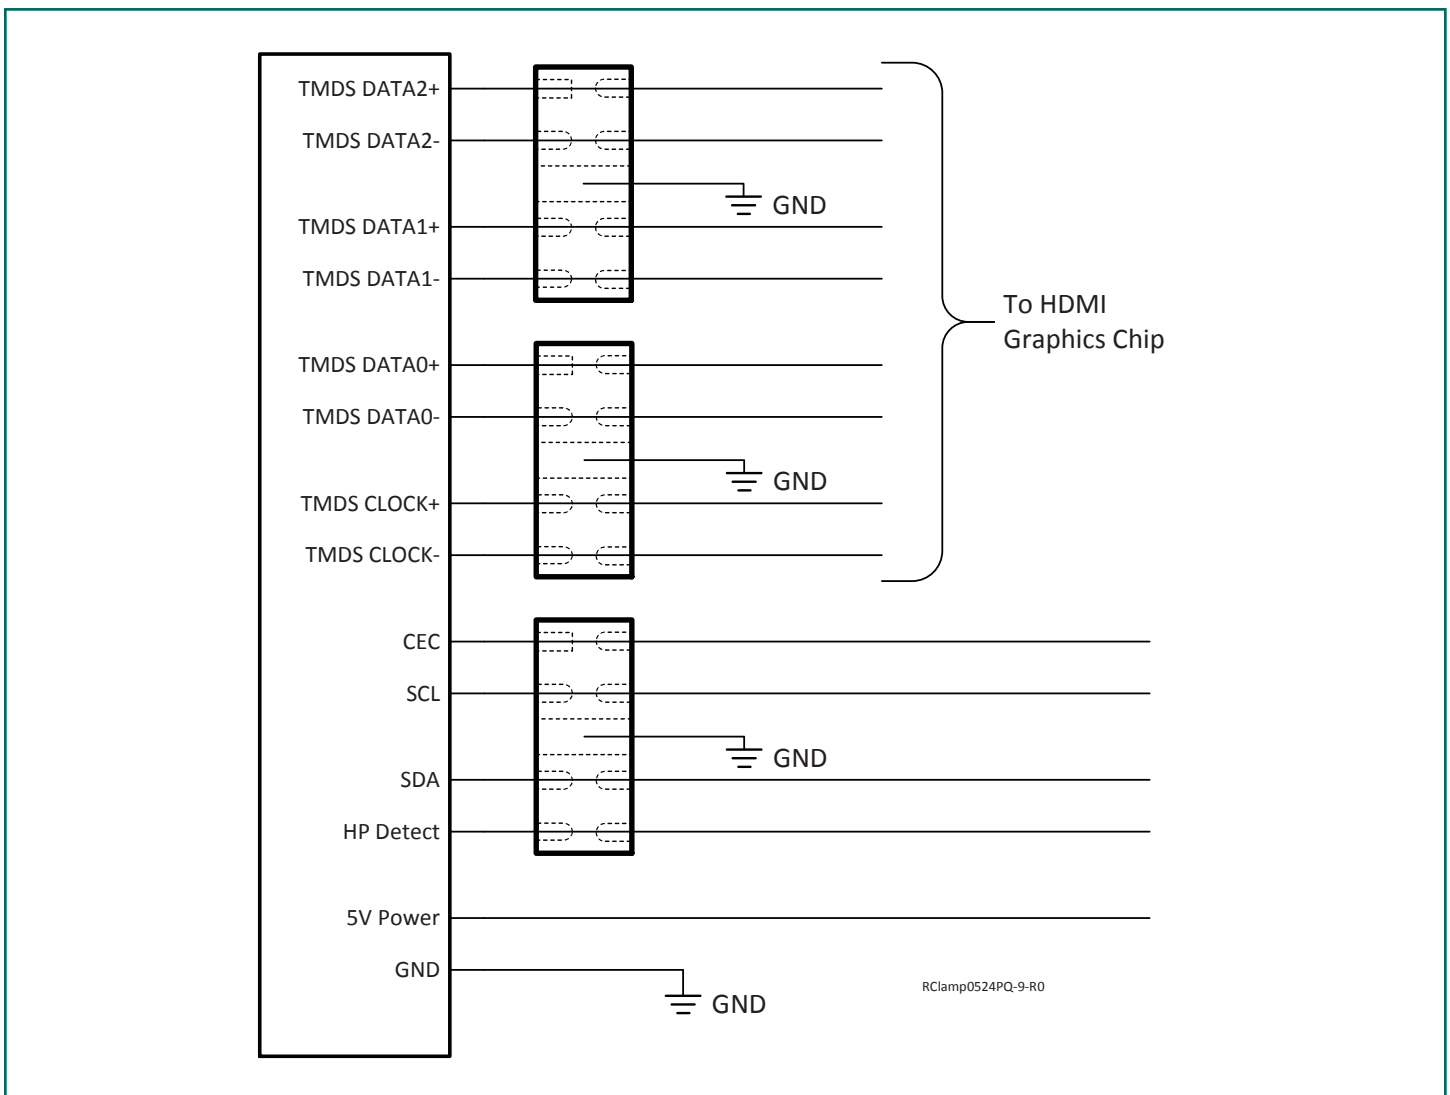 TMDS DATA2+
TMDS DATA2-
GND
TMDS DATA1+
TMDS DATA1-
To HDMI
Graphics Chip
TMDS DATA0+
TMDS DATA0-
GND
TMDS CLOCK+
TMDS CLOCK-
CEC
SCL
GND
SDA
HP Detect
5V Power
GND
GND
RClamp0524PQ-9-R0